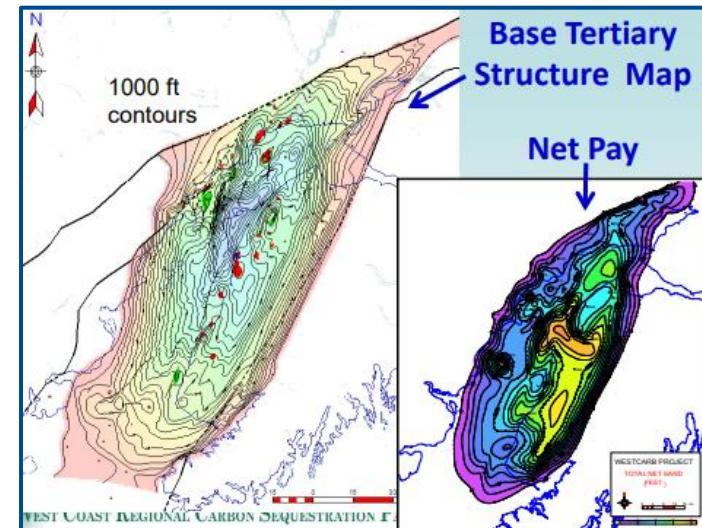 N
1000 ft
contours
Base Tertiary
Structure Map
Net Pay
WESTCARB PROJECT
TOTAL NET SAND
(FEET)
WEST COAST REGIONAL CARBON SEQUESTRATION